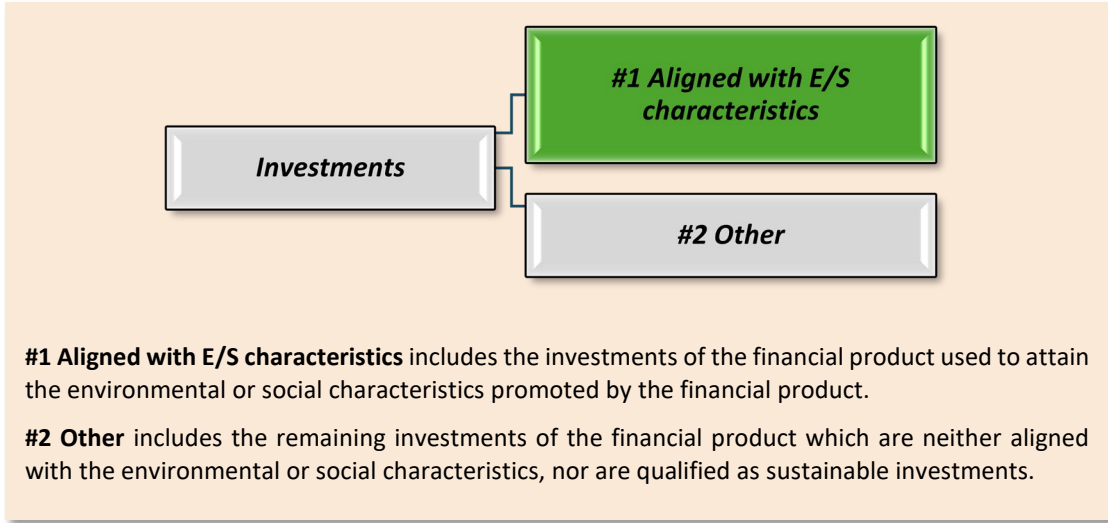 #1 Aligned with E/S
characteristics
Investments
#2 Other
#1 Aligned with E/S characteristics includes the investments of the financial product used to attain
the environmental or social characteristics promoted by the financial product.
#2 Other includes the remaining investments of the financial product which are neither aligned
with the environmental or social characteristics, nor are qualified as sustainable investments.